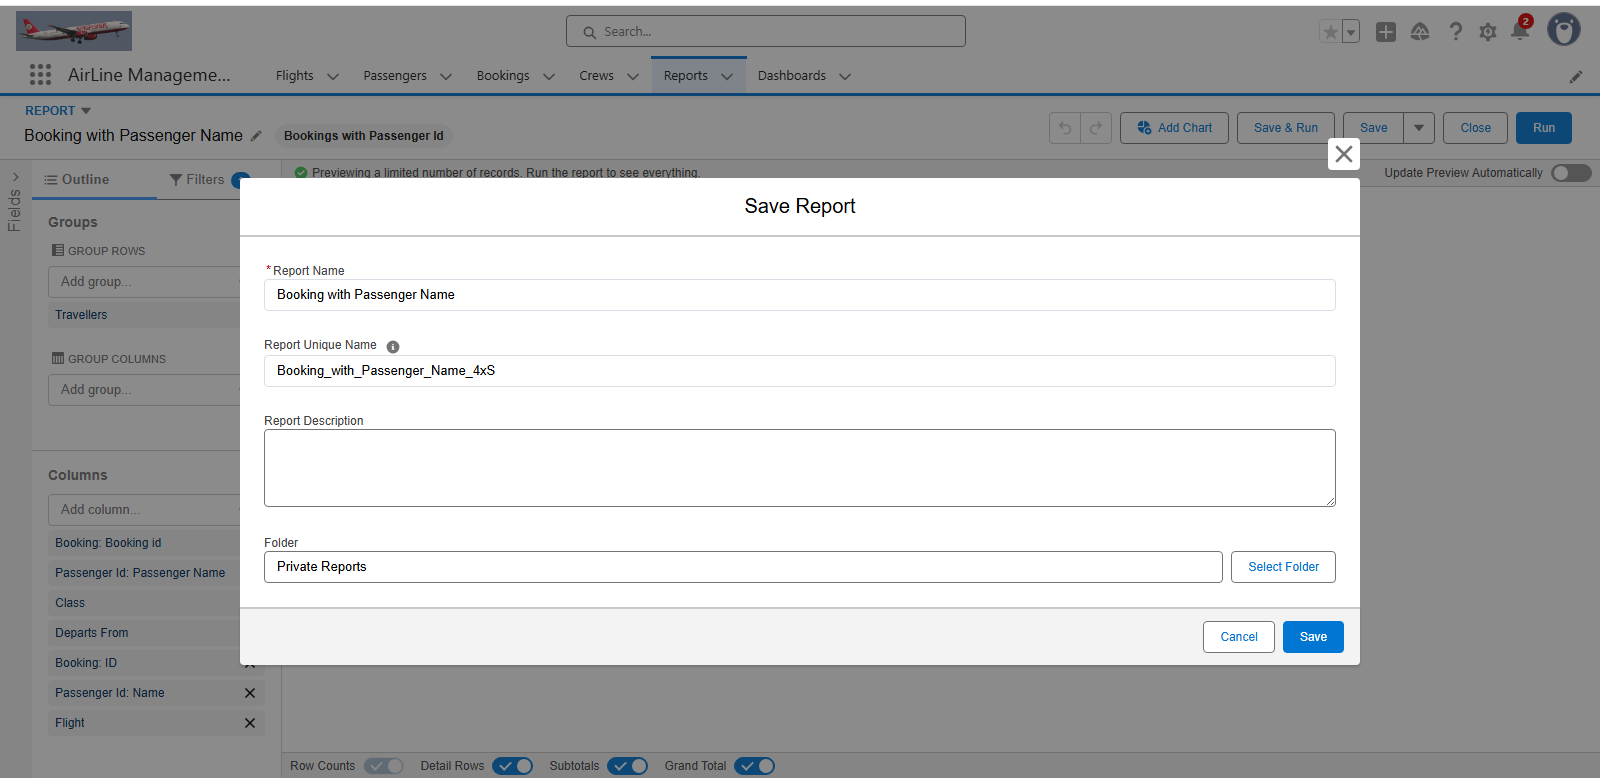 Search...
2
AirLine Manageme...
Flights
Passengers
Bookings
Crews
Reports
Dashboards
REPORT
Booking with Passenger Name
Bookings with Passenger Id
Add Chart
Save & Run
Save
Close
Run
Fields
Outline
Filters
Previewing a limited number of records. Run the report to see everything.
Update Preview Automatically
Groups
GROUP ROWS
Add group...
Travellers
GROUP COLUMNS
Add group...
Columns
Add column...
Booking: Booking id
Passenger Id: Passenger Name
Class
Departs From
Booking: ID
Passenger Id: Name
Flight
Save Report
* Report Name
Booking with Passenger Name
Report Unique Name
Booking_with_Passenger_Name_4xS
Report Description
Folder
Private Reports
Select Folder
Cancel
Save
Row Counts
Detail Rows
Subtotals
Grand Total